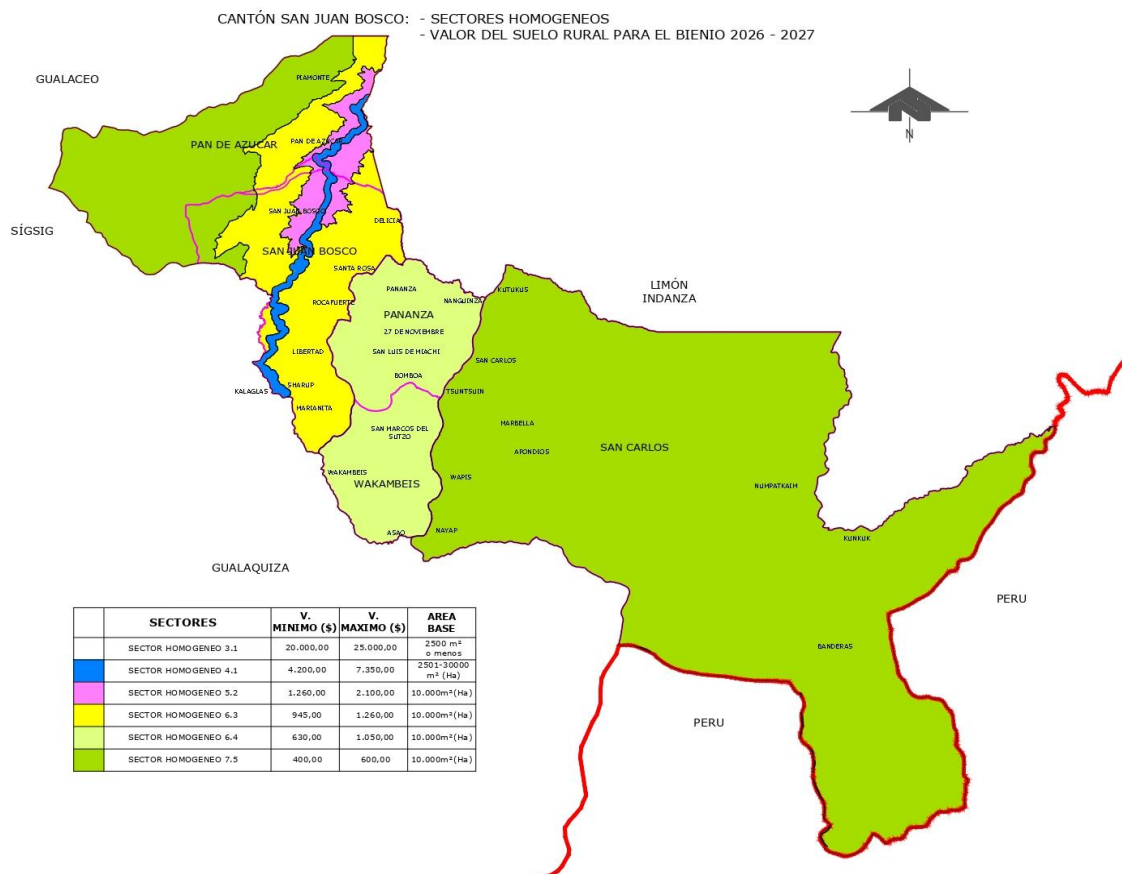 CANTÓN SAN JUAN BOSCO: - SECTORES HOMOGENEOS
- VALOR DEL SUELO RURAL PARA EL BIENIO 2026 - 2027
GUALACEO
PIAMONTE
PAN DE AZUCAR
PAN DE AZUCAR
N
SAN JUAN BOSCO
DELICIA
SÍGSIG
SAN JUAN BOSCO
SANTA ROSA
LIMÓN
INDANZA
PANANZA
KUTUKUS
NANGUINZA
ROCAFUERTE
PANANZA
27 DE NOVIEMBRE
LIBERTAD
SAN LUIS DE MIACHI
SAN CARLOS
BOMBOA
SHARUP
KALAGLAS
TSUNTSUIN
MARIANITA
SAN MARCOS DEL
SUTZO
MARBELLA
SAN CARLOS
APONDIOS
WAKAMBEIS
WAKAMBEIS
WAPIS
NUMPATKAIM
ASAO
NAYAP
KUNKUK
GUALAQUIZA
PERU
BANDERAS
PERU
SECTORES V. MINIMO ($) V. MAXIMO ($) AREA BASE
SECTOR HOMOGENEO 3.1 20.000,00 25.000,00 2500 m² o menos
SECTOR HOMOGENEO 4.1 4.200,00 7.350,00 2501-30000 m² (Ha)
SECTOR HOMOGENEO 5.2 1.260,00 2.100,00 10.000m²(Ha)
SECTOR HOMOGENEO 6.3 945,00 1.260,00 10.000m²(Ha)
SECTOR HOMOGENEO 6.4 630,00 1.050,00 10.000m²(Ha)
SECTOR HOMOGENEO 7.5 400,00 600,00 10.000m²(Ha)